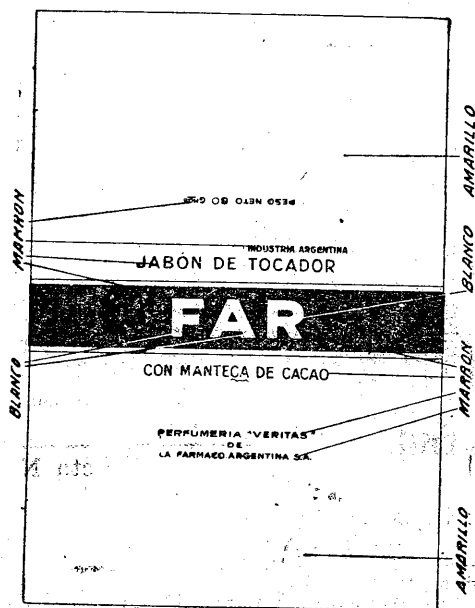 PESO NETO 80 Gmos
INDUSTRIA ARGENTINA
JABÓN DE TOCADOR
FAR
CON MANTECA DE CACAO
PERFUMERIA "VERITAS"
DE
LA FARMACO ARGENTINA S.A.
MARRON
BLANCO
AMARILLO
BLANCO
MARRON
AMARILLO